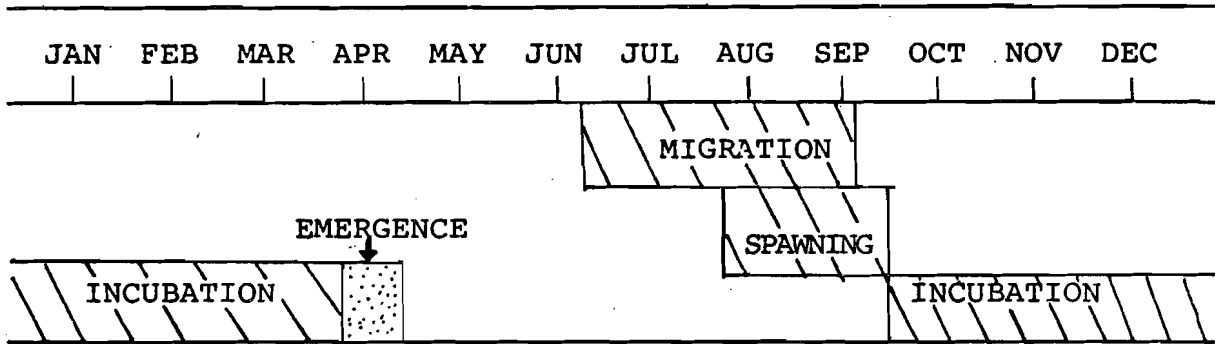 JAN FEB MAR APR MAY JUN JUL AUG SEP OCT NOV DEC
MIGRATION
EMERGENCE
SPAWNING
INCUBATION INCUBATION